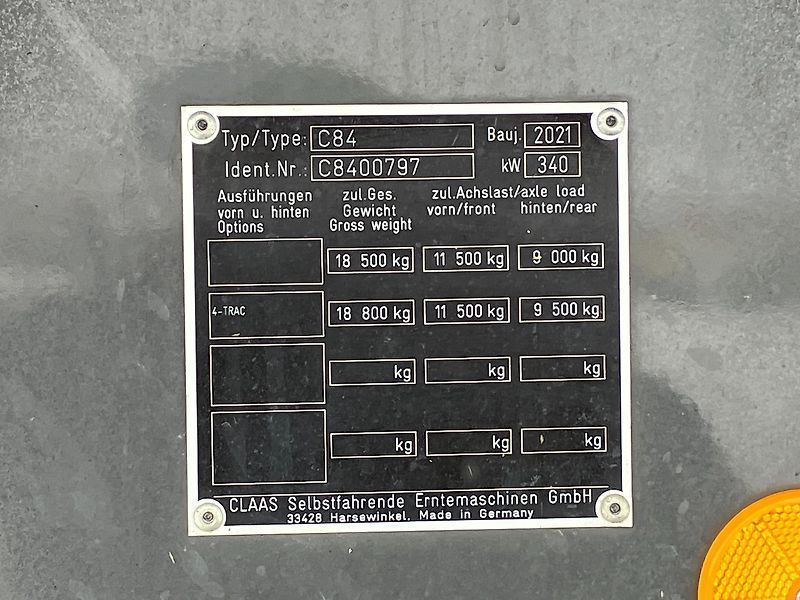 Typ/Type: C84 Bauj. 2021
Ident.Nr.: C8400797 kW 340
Ausführungen zul.Ges. zul.Achslast/axle load
vorn u. hinten Gewicht vorn/front hinten/rear
Options Gross weight
18 500 kg 11 500 kg 9 000 kg
4-TRAC 18 800 kg 11 500 kg 9 500 kg
kg kg kg
kg kg kg
CLAAS Selbstfahrende Erntemaschinen GmbH
33428 Harsewinkel, Made in Germany